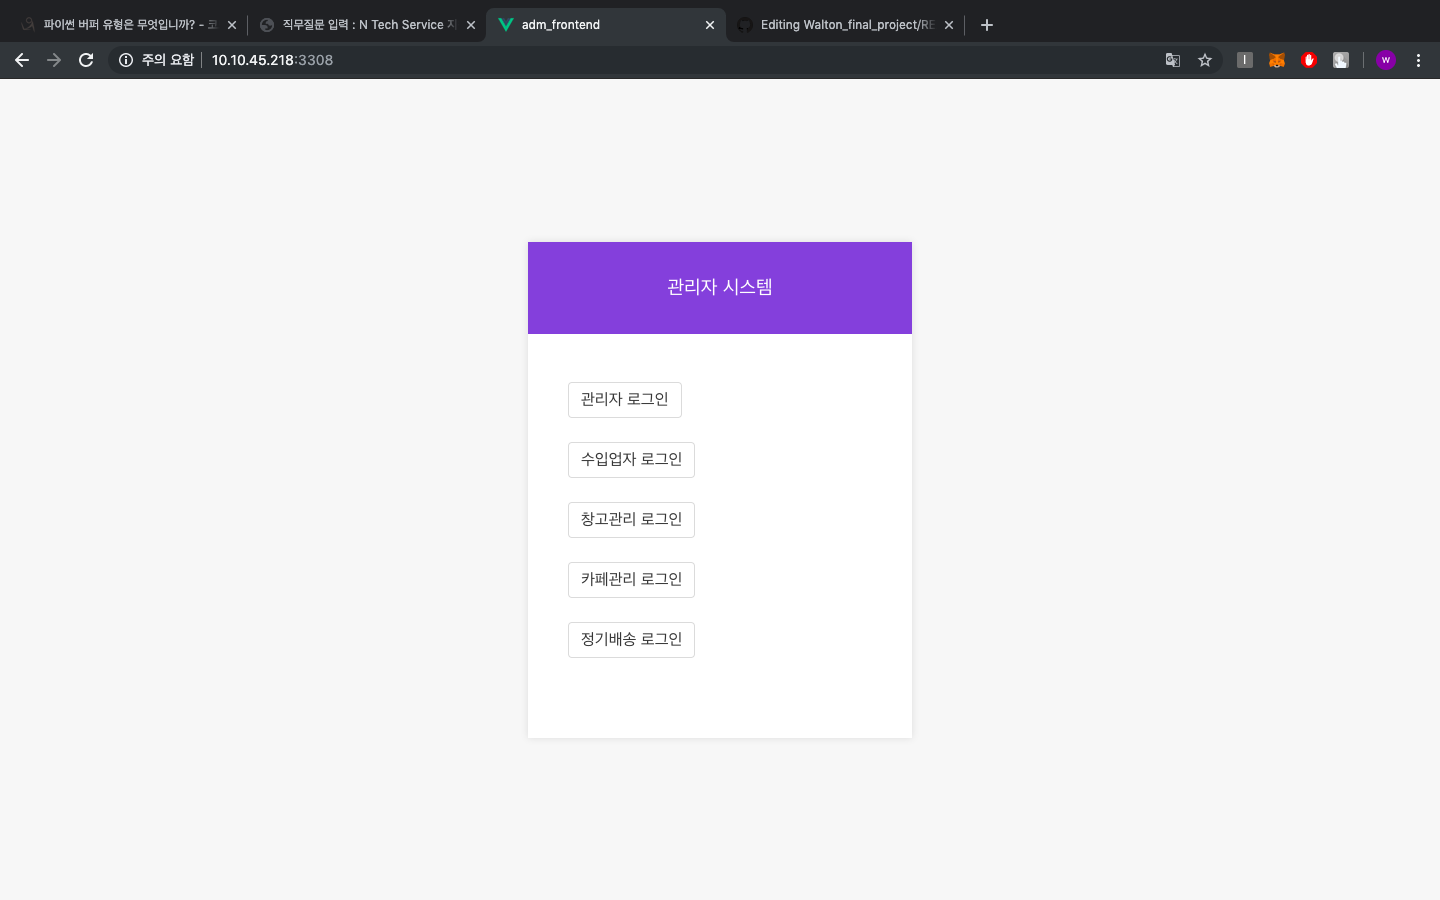 파이썬 버퍼 유형은 무엇입니까? - 코
직무질문 입력 : N Tech Service 지
adm_frontend
Editing Walton_final_project/RE
주의 요함
10.10.45.218:3308
I
W
관리자 시스템
관리자 로그인
수입업자 로그인
창고관리 로그인
카페관리 로그인
정기배송 로그인